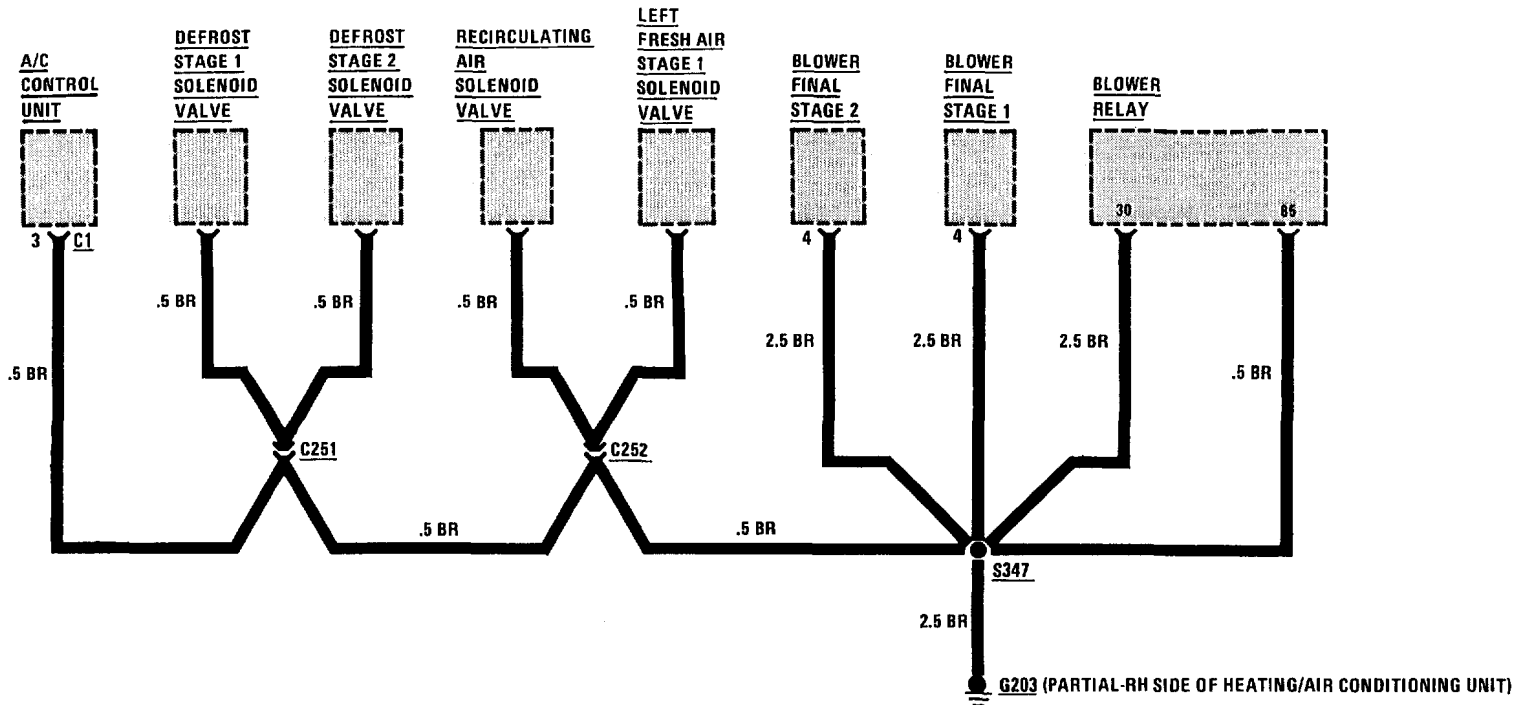 A/C
CONTROL
UNIT
DEFROST
STAGE 1
SOLENOID
VALVE
DEFROST
STAGE 2
SOLENOID
VALVE
RECIRCULATING
AIR
SOLENOID
VALVE
LEFT
FRESH AIR
STAGE 1
SOLENOID
VALVE
BLOWER
FINAL
STAGE 2
BLOWER
FINAL
STAGE 1
BLOWER
RELAY
30
85
3
C1
4
4
.5 BR
.5 BR
.5 BR
.5 BR
2.5 BR
2.5 BR
2.5 BR
.5 BR
.5 BR
C251
C252
.5 BR
.5 BR
S347
2.5 BR
G203 (PARTIAL-RH SIDE OF HEATING/AIR CONDITIONING UNIT)